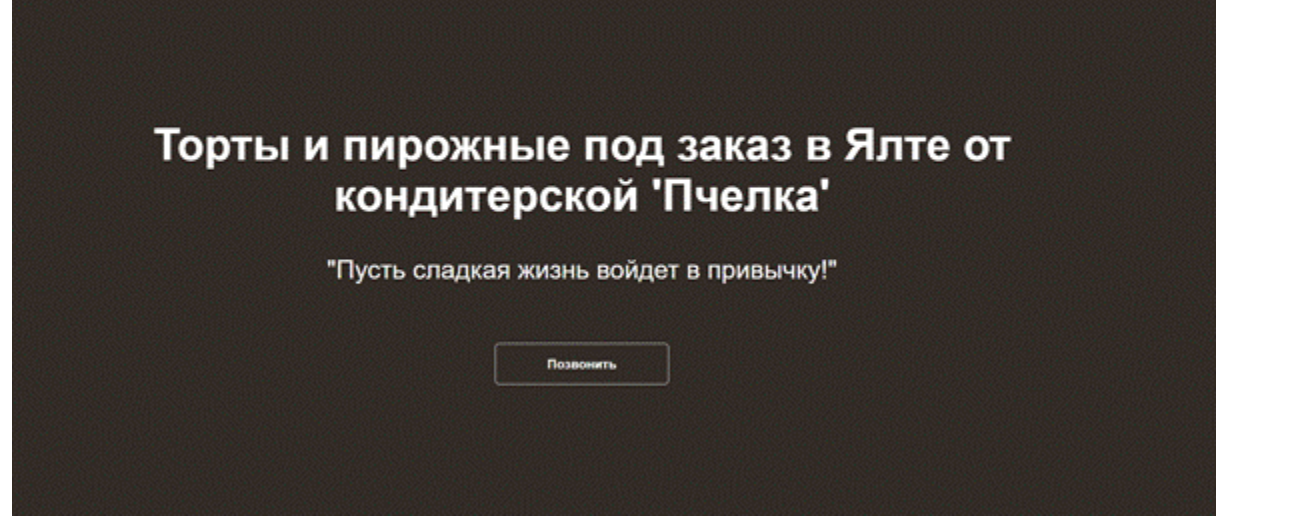 Торты и пирожные под заказ в Ялте от
кондитерской 'Пчелка'
"Пусть сладкая жизнь войдет в привычку!"
Позвонить